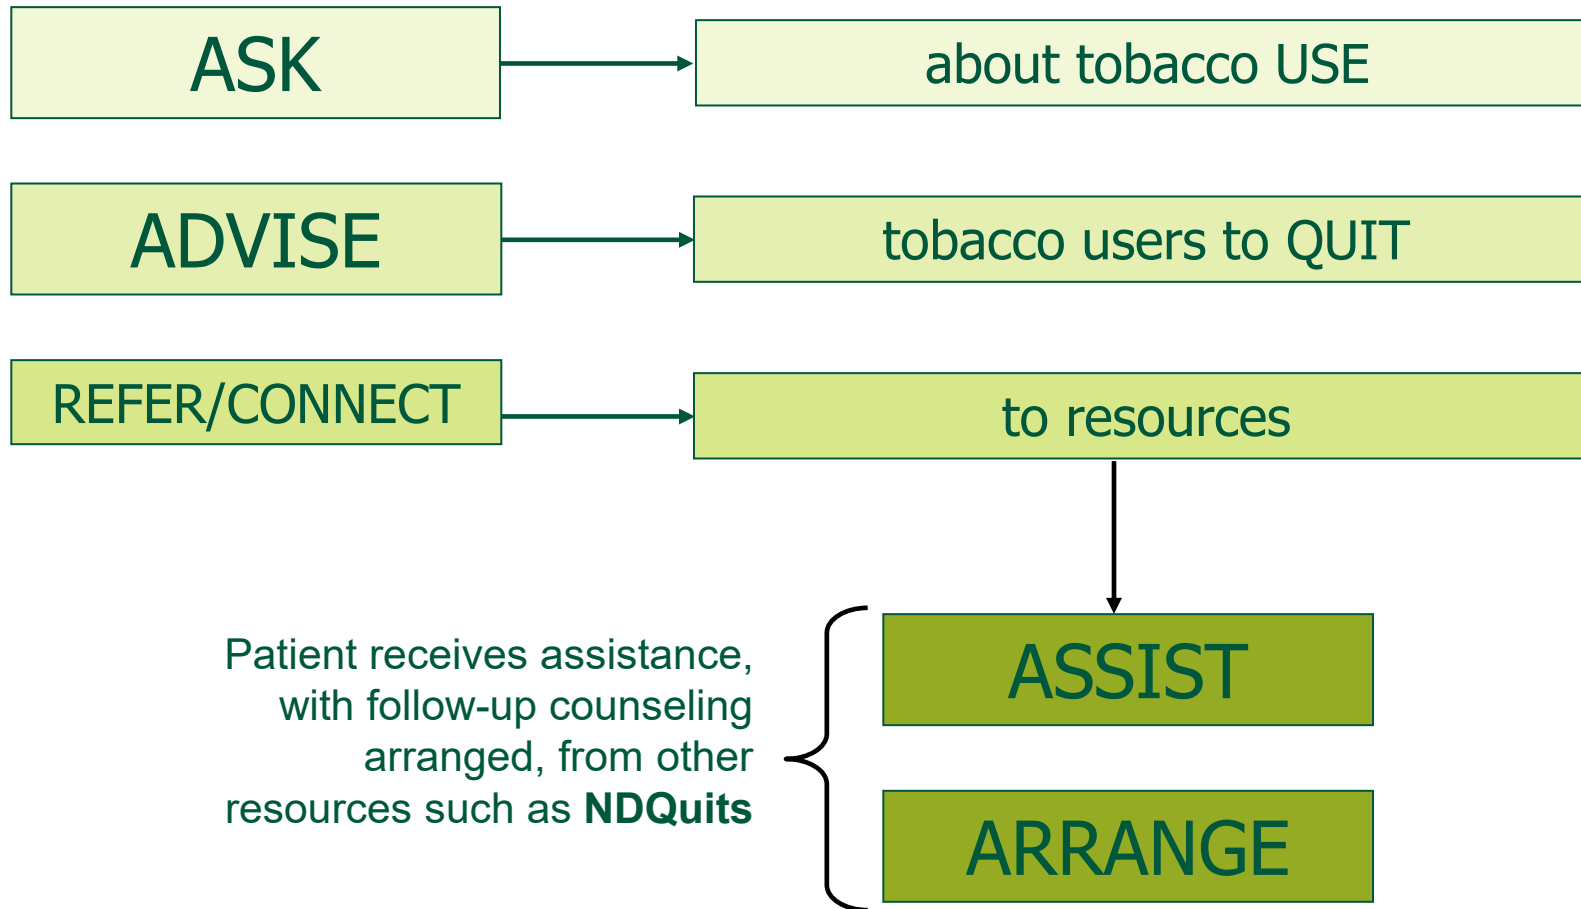 ASK
about tobacco USE
ADVISE
tobacco users to QUIT
REFER/CONNECT
to resources
Patient receives assistance,
with follow-up counseling
arranged, from other
resources such as NDQuits
ASSIST
ARRANGE